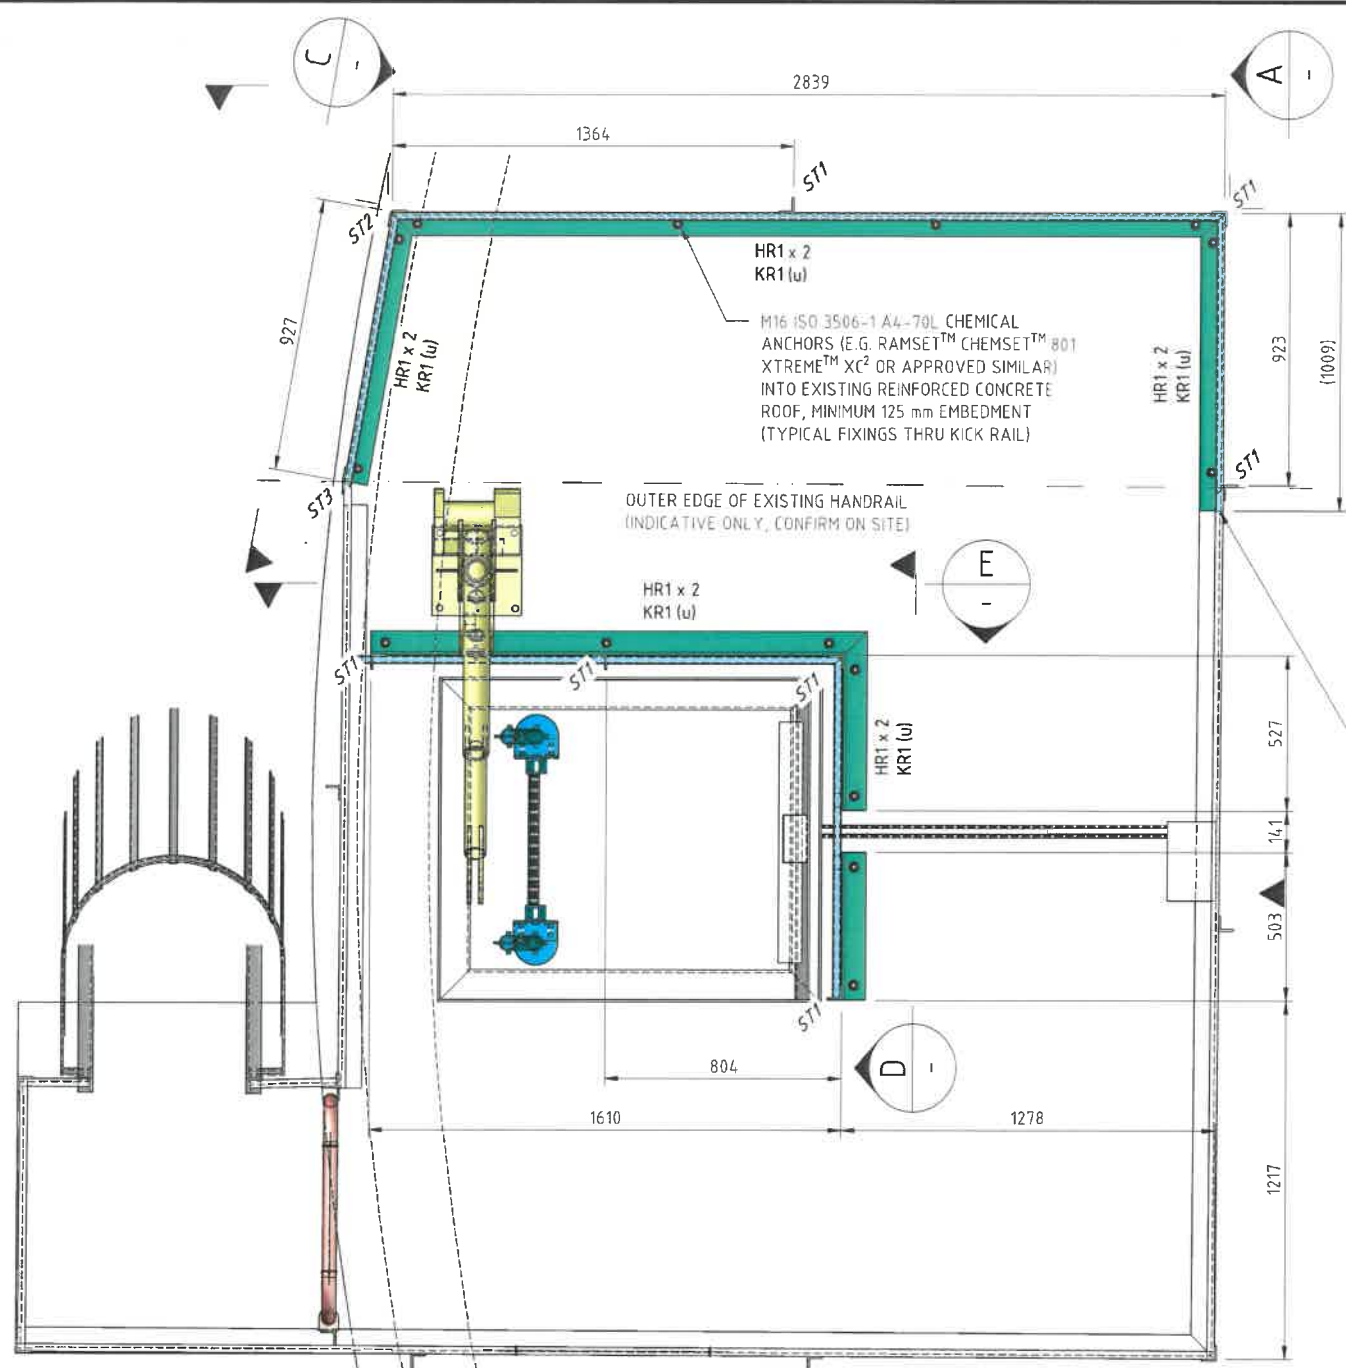 C
-
A
-
2839
1364
ST1
ST1
ST2
HR1 x 2
KR1 (u)
927
HR1 x 2
KR1 (u)
M16 ISO 3506-1 A4-70L CHEMICAL
ANCHORS (E.G. RAMSET™ CHEMSET™ 801
XTREME™ XC² OR APPROVED SIMILAR)
INTO EXISTING REINFORCED CONCRETE
ROOF, MINIMUM 125 mm EMBEDMENT
(TYPICAL FIXINGS THRU KICK RAIL)
HR1 x 2
KR1 (u)
923
(1009)
ST1
ST3
OUTER EDGE OF EXISTING HANDRAIL
(INDICATIVE ONLY, CONFIRM ON SITE)
E
-
HR1 x 2
KR1 (u)
ST1
ST1
ST1
HR1 x 2
KR1 (u)
527
141
503
ST1
D
-
804
1610
1278
1217